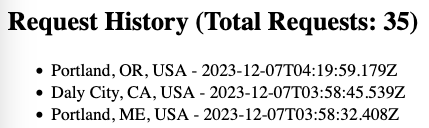 Request History (Total Requests: 35)
• Portland, OR, USA - 2023-12-07T04:19:59.179Z
• Daly City, CA, USA - 2023-12-07T03:58:45.539Z
• Portland, ME, USA - 2023-12-07T03:58:32.408Z